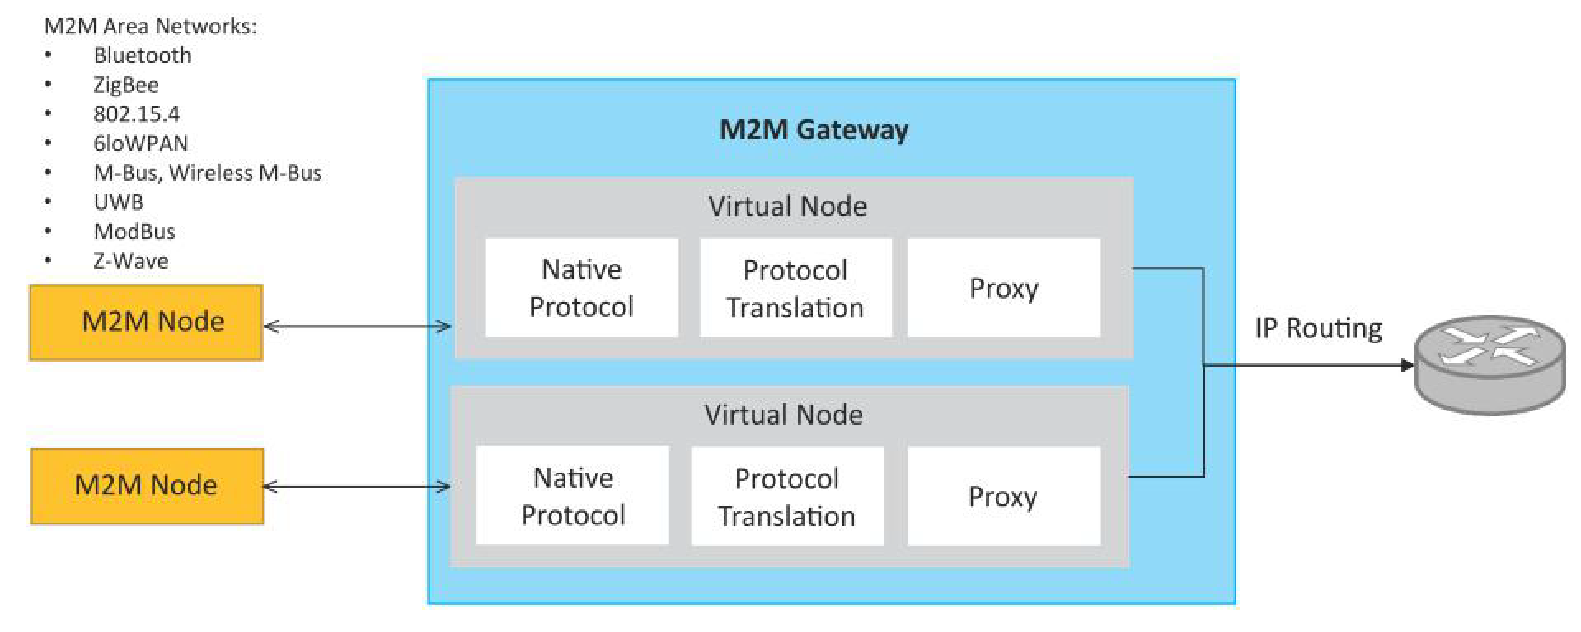 M2M Area Networks:
• Bluetooth
• ZigBee
• 802.15.4
• 6loWPAN
• M-Bus, Wireless M-Bus
• UWB
• ModBus
• Z-Wave
M2M Node
M2M Node
M2M Gateway
Virtual Node
Native
Protocol
Protocol
Translation
Proxy
Virtual Node
Native
Protocol
Protocol
Translation
Proxy
IP Routing